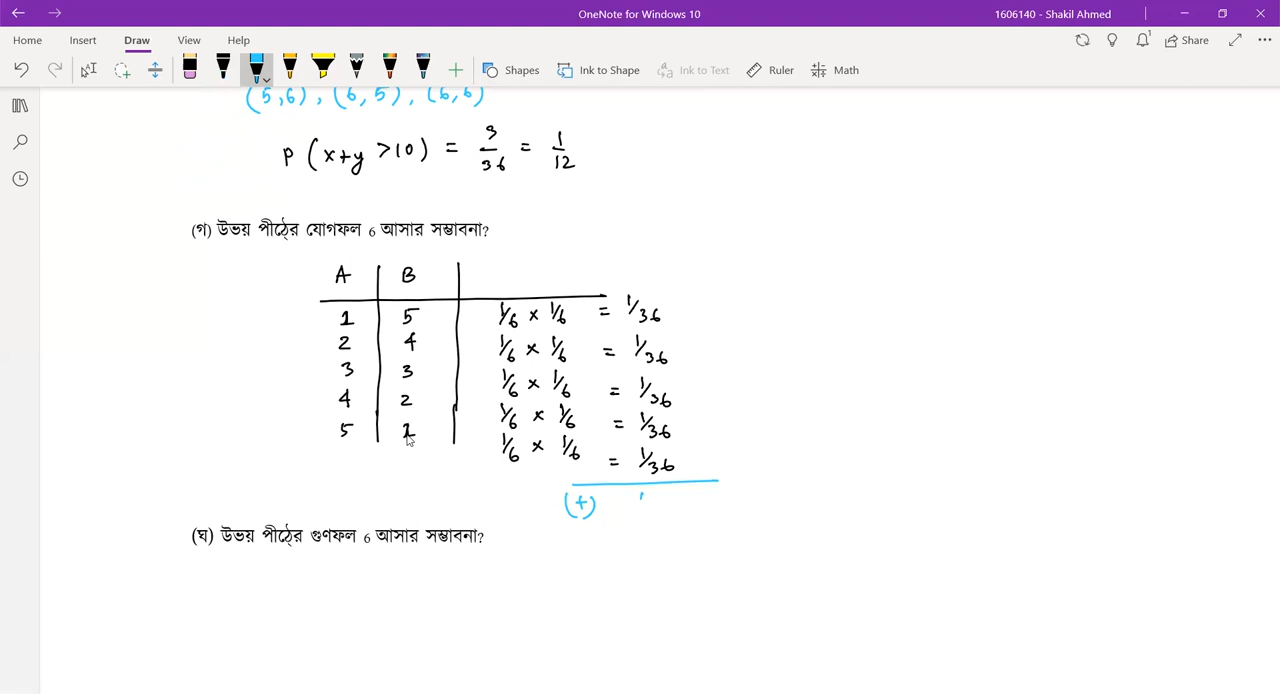 OneNote for Windows 10
1606140 - Shakil Ahmed
Home Insert Draw View Help
Share
Shapes Ink to Shape Ink to Text Ruler Math
(5,6), (6,5), (6,6)
P(x+y >10) = 3/36 = 1/12
(গ) উভয় পীঠের যোগফল 6 আসার সম্ভাবনা?
A B
1 5 1/6 × 1/6 = 1/36
2 4 1/6 × 1/6 = 1/36
3 3 1/6 × 1/6 = 1/36
4 2 1/6 × 1/6 = 1/36
5 1 1/6 × 1/6 = 1/36
(+)
(ঘ) উভয় পীঠের গুণফল 6 আসার সম্ভাবনা?